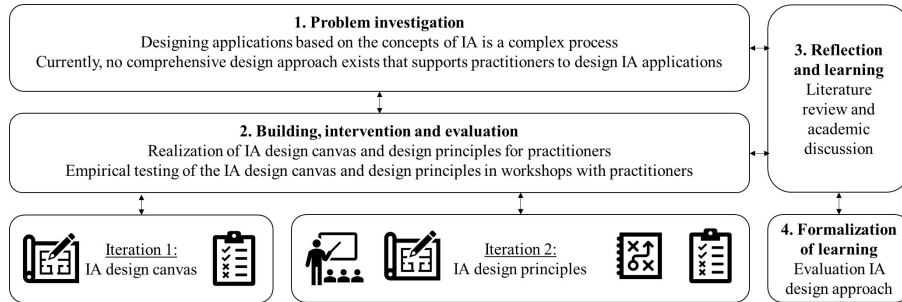 1. Problem investigation
Designing applications based on the concepts of IA is a complex process
Currently, no comprehensive design approach exists that supports practitioners to design IA applications
2. Building, intervention and evaluation
Realization of IA design canvas and design principles for practitioners
Empirical testing of the IA design canvas and design principles in workshops with practitioners
3. Reflection
and learning
Literature
review and
academic
discussion
Iteration 1:
IA design canvas
Iteration 2:
IA design principles
4. Formalization
of learning
Evaluation IA
design approach